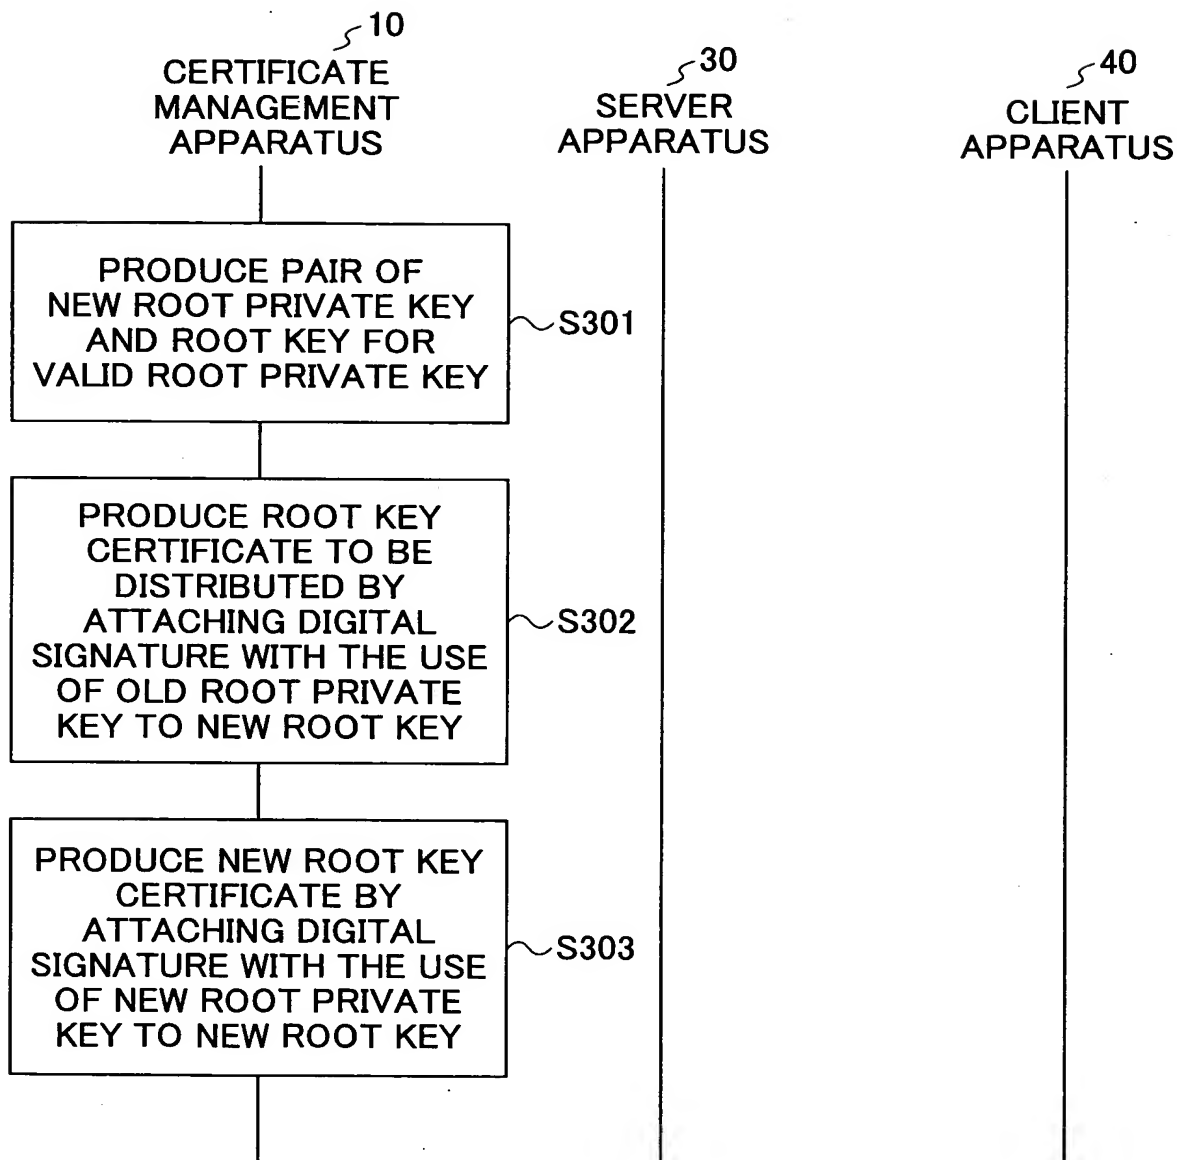 10
CERTIFICATE
MANAGEMENT
APPARATUS
30
SERVER
APPARATUS
40
CLIENT
APPARATUS
PRODUCE PAIR OF
NEW ROOT PRIVATE KEY
AND ROOT KEY FOR
VALID ROOT PRIVATE KEY
S301
PRODUCE ROOT KEY
CERTIFICATE TO BE
DISTRIBUTED BY
ATTACHING DIGITAL
SIGNATURE WITH THE USE
OF OLD ROOT PRIVATE
KEY TO NEW ROOT KEY
S302
PRODUCE NEW ROOT KEY
CERTIFICATE BY
ATTACHING DIGITAL
SIGNATURE WITH THE USE
OF NEW ROOT PRIVATE
KEY TO NEW ROOT KEY
S303